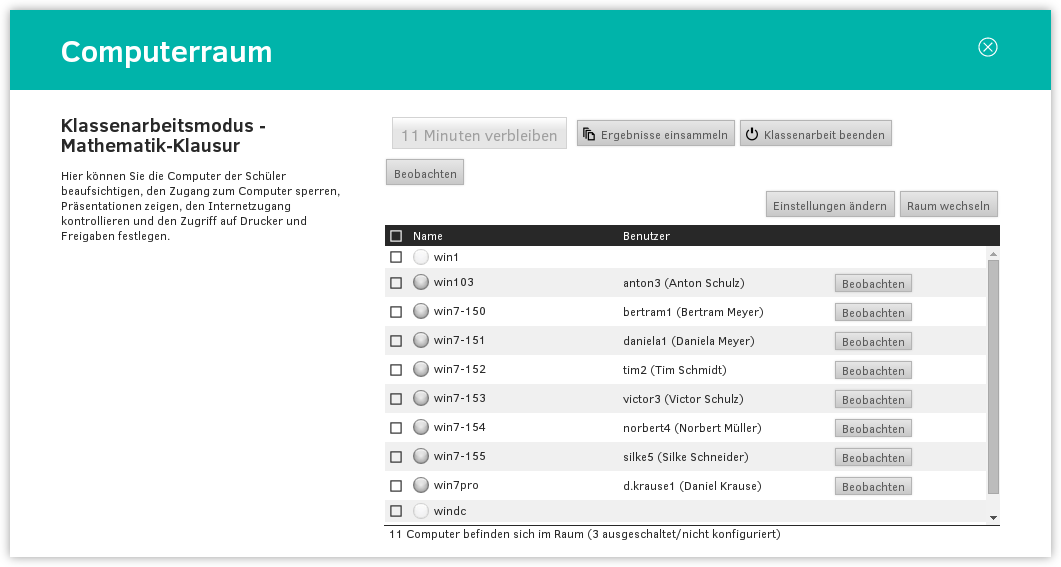 Computerraum
Klassenarbeitsmodus -
Mathematik-Klausur
Hier können Sie die Computer der Schüler
beaufsichtigen, den Zugang zum Computer sperren,
Präsentationen zeigen, den Internetzugang
kontrollieren und den Zugriff auf Drucker und
Freigaben festlegen.
11 Minuten verbleiben Ergebnisse einsammeln Klassenarbeit beenden
Beobachten
Einstellungen ändern Raum wechseln
Name Benutzer
win1
win103 anton3 (Anton Schulz) Beobachten
win7-150 bertram1 (Bertram Meyer) Beobachten
win7-151 daniela1 (Daniela Meyer) Beobachten
win7-152 tim2 (Tim Schmidt) Beobachten
win7-153 victor3 (Victor Schulz) Beobachten
win7-154 norbert4 (Norbert Müller) Beobachten
win7-155 silke5 (Silke Schneider) Beobachten
win7pro d.krause1 (Daniel Krause) Beobachten
windc
11 Computer befinden sich im Raum (3 ausgeschaltet/nicht konfiguriert)